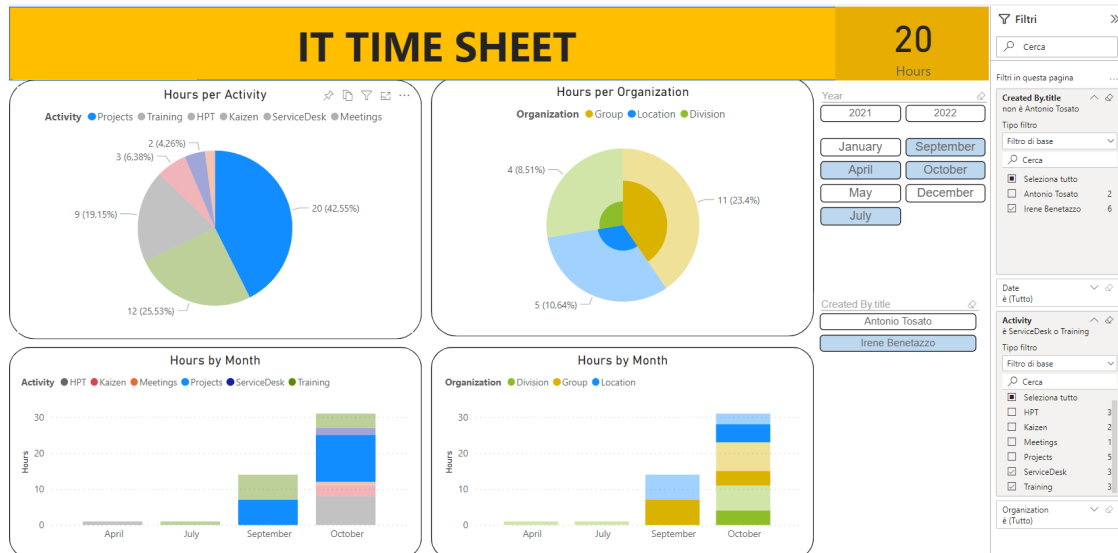 IT TIME SHEET
20
Hours
Hours per Activity
Activity Projects Training HPT Kaizen ServiceDesk Meetings
2 (4.26%)
3 (6.38%)
9 (19.15%)
20 (42.55%)
12 (25.53%)
Hours per Organization
Organization Group Location Division
4 (8.51%)
11 (23.4%)
5 (10.64%)
Year
2021 2022
January September
April October
May December
July
Created By.title
Antonio Tosato
Irene Benetazzo
Hours by Month
Activity HPT Kaizen Meetings Projects ServiceDesk Training
Hours
30
20
10
0
April July September October
Hours by Month
Organization Division Group Location
Hours
30
20
10
0
April July September October
Filtri
Cerca
Filtri in questa pagina
Created By.title
non è Antonio Tosato
Tipo filtro
Filtro di base
Cerca
Seleziona tutto
Antonio Tosato 2
Irene Benetazzo 6
Date
è (Tutto)
Activity
è ServiceDesk o Training
Tipo filtro
Filtro di base
Cerca
Seleziona tutto
HPT 3
Kaizen 2
Meetings 1
Projects 5
ServiceDesk 3
Training 3
Organization
è (Tutto)